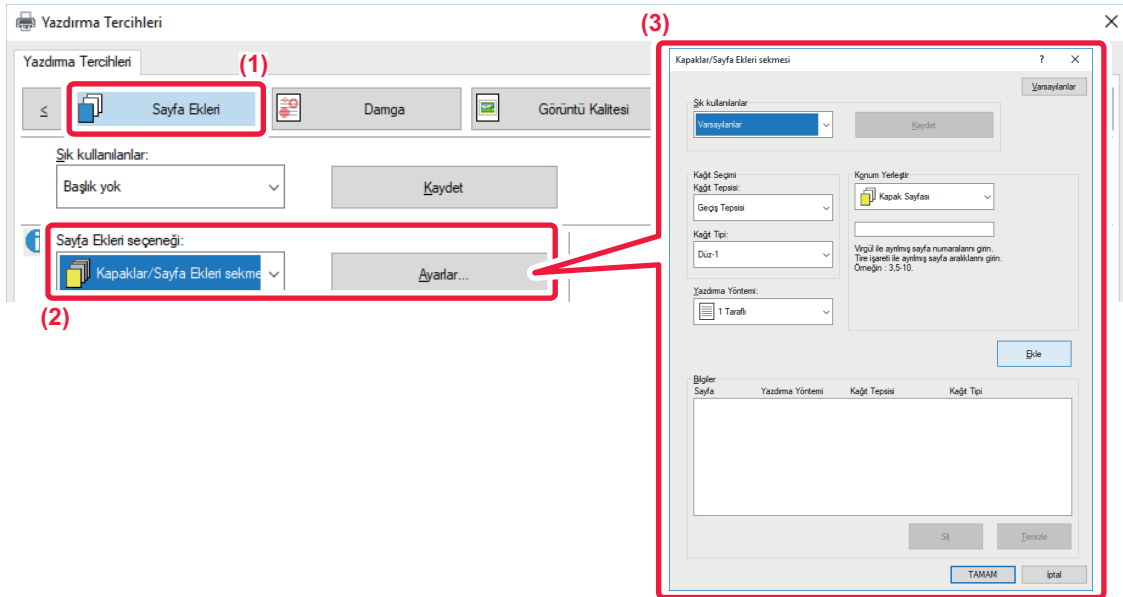 Yazdırma Tercihleri
Yazdırma Tercihleri
(1)
<
Sayfa Ekleri
Damga
Görüntü Kalitesi
Sık kullanılanlar:
Başlık yok
Kaydet
Sayfa Ekleri seçeneği:
Kapaklar/Sayfa Ekleri sekme
Ayarlar...
(2)
(3)
Kapaklar/Sayfa Ekleri sekmesi
?
Varsayılanlar
Sık kullanılanlar
Varsayılanlar
Kaydet
Kağıt Seçimi
Kağıt Tepsisi:
Geçiş Tepsisi
Kağıt Tipi:
Düz-1
Yazdırma Yöntemi:
1 Taraflı
Konum Yerleştir
Kapak Sayfası
Virgül ile ayrılmış sayfa numaralarını girin.
Tire işareti ile ayrılmış sayfa aralıklarını girin.
Örneğin : 3,5-10.
Ekle
Bilgiler
Sayfa Yazdırma Yöntemi Kağıt Tepsisi Kağıt Tipi
Sil
Temizle
TAMAM
İptal